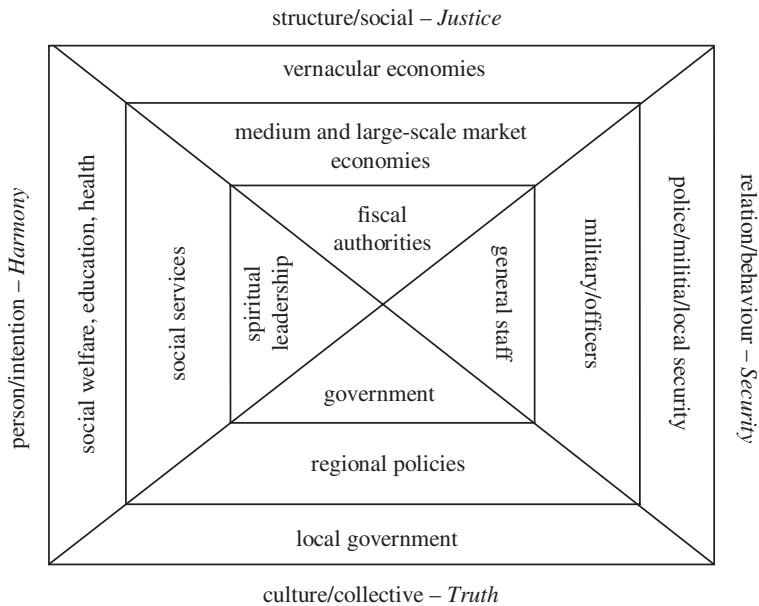 structure/social – Justice
vernacular economies
medium and large-scale market
economies
fiscal
authorities
person/intention – Harmony
social welfare, education, health
social services
spiritual
leadership
general staff
military/officers
police/militia/local security
relation/behaviour – Security
government
regional policies
local government
culture/collective – Truth